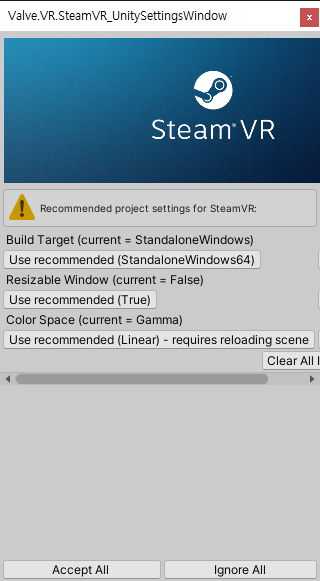 Valve.VR.SteamVR_UnitySettingsWindow
x
STEAM®VR
Recommended project settings for SteamVR:
Build Target (current = StandaloneWindows)
Use recommended (StandaloneWindows64)
Resizable Window (current = False)
Use recommended (True)
Color Space (current = Gamma)
Use recommended (Linear) - requires reloading scene
Clear All I
Accept All
Ignore All